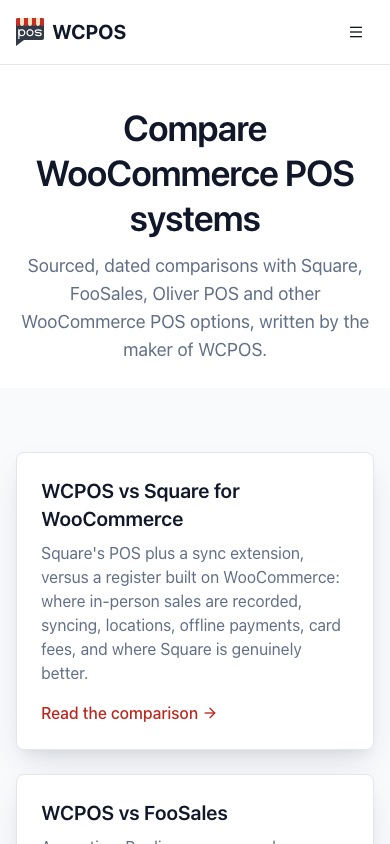 pos WCPOS
Compare
WooCommerce POS
systems
Sourced, dated comparisons with Square,
FooSales, Oliver POS and other
WooCommerce POS options, written by the
maker of WCPOS.
WCPOS vs Square for
WooCommerce
Square's POS plus a sync extension,
versus a register built on WooCommerce:
where in-person sales are recorded,
syncing, locations, offline payments, card
fees, and where Square is genuinely
better.
Read the comparison →
WCPOS vs FooSales